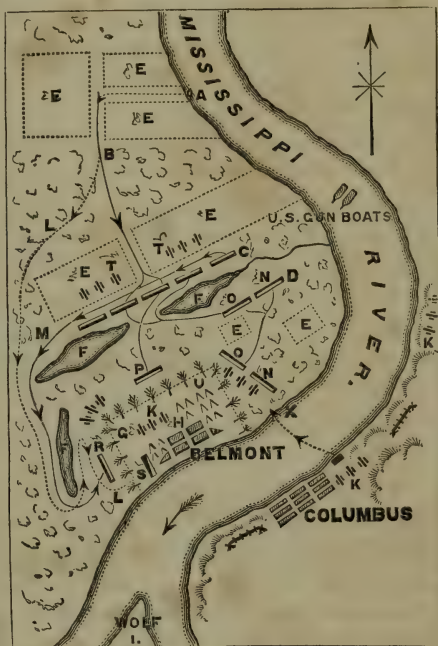 MISSISSIPPI
RIVER.
E
E
A
E
B
L
U.S. GUN BOATS
E
T
C
E
T
N
D
F
O
M
E
E
F
O
N
P
U
K
K
X
G
H
BELMONT
R
S
L
K
COLUMBUS
WOLF
I.